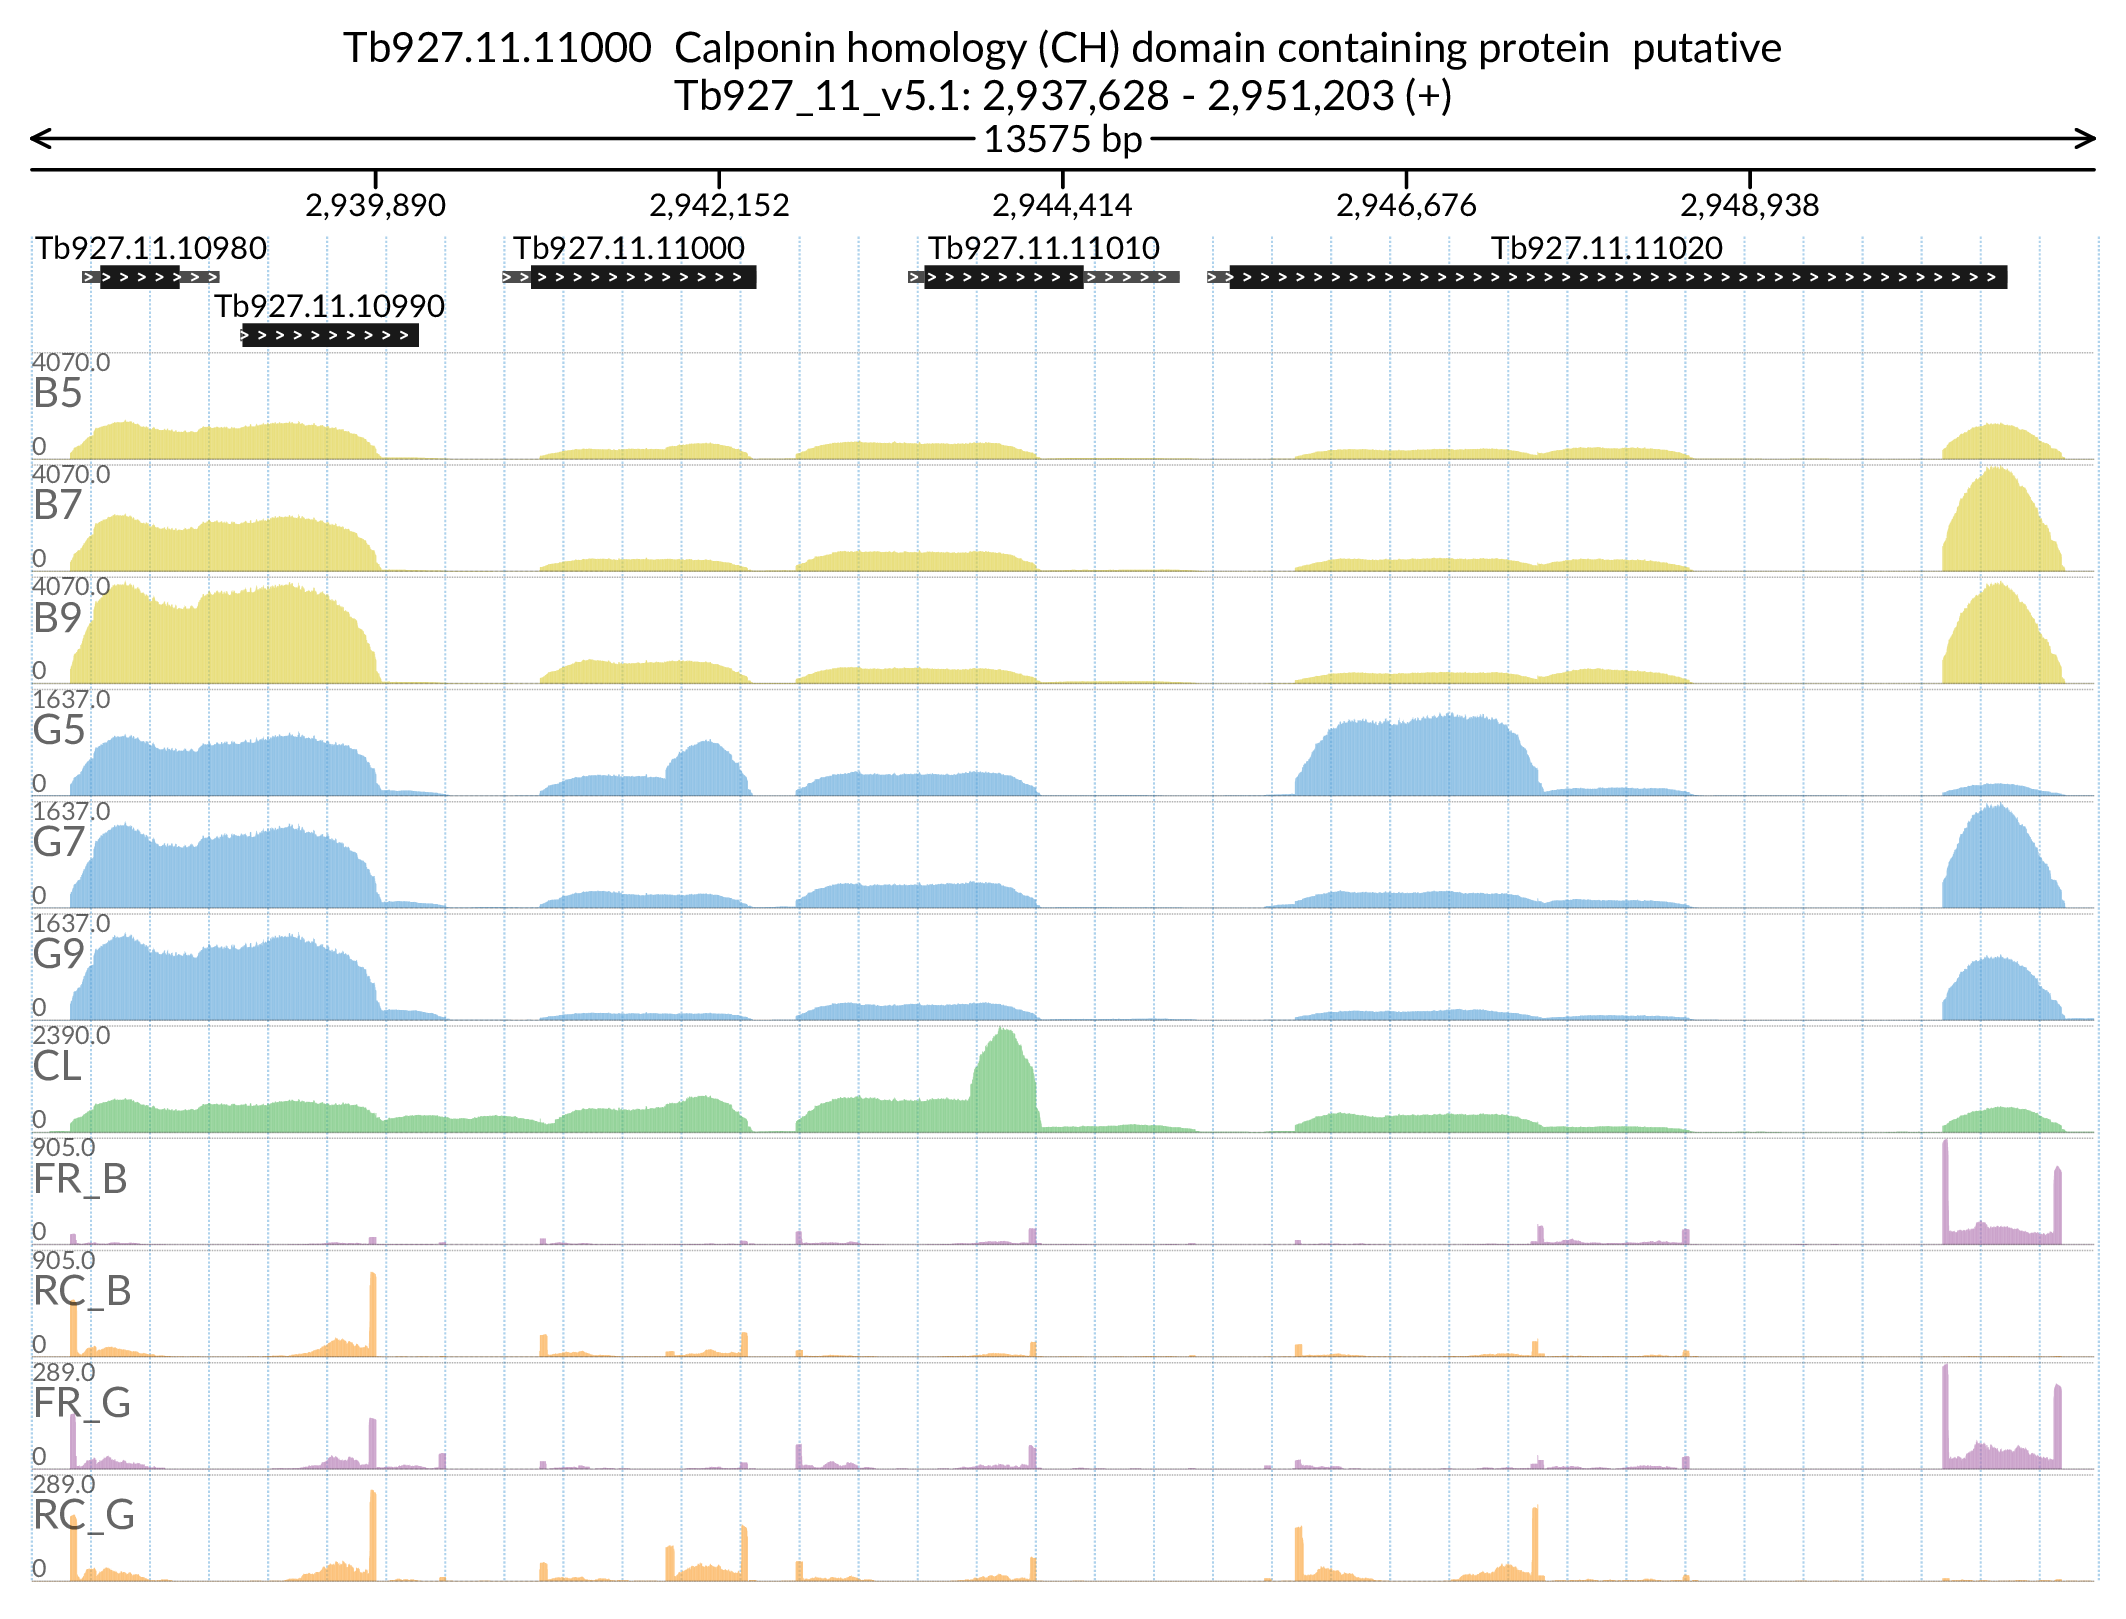 Tb927.11.11000  Calponin homology (CH) domain containing protein  putative
Tb927_11_v5.1: 2,937,628 - 2,951,203 (+)
13575 bp
2,939,890 2,942,152 2,944,414 2,946,676 2,948,938
Tb927.11.10980 Tb927.11.11000 Tb927.11.11010 Tb927.11.11020
Tb927.11.10990
4070.0
B5
0
4070.0
B7
0
4070.0
B9
0
1637.0
G5
0
1637.0
G7
0
1637.0
G9
0
2390.0
CL
0
905.0
FR_B
0
905.0
RC_B
0
289.0
FR_G
0
289.0
RC_G
0